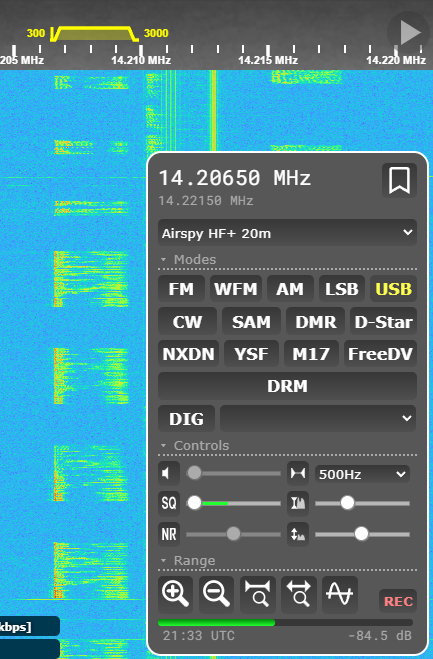 300 3000
205 MHz 14.210 MHz 14.215 MHz 14.220 MHz
14.20650 MHz
14.22150 MHz
Airspy HF+ 20m
Modes
FM WFM AM LSB USB
CW SAM DMR D-Star
NXDN YSF M17 FreeDV
DRM
DIG
Controls
500Hz
SQ
NR
Range
REC
kbps]
21:33 UTC -84.5 dB